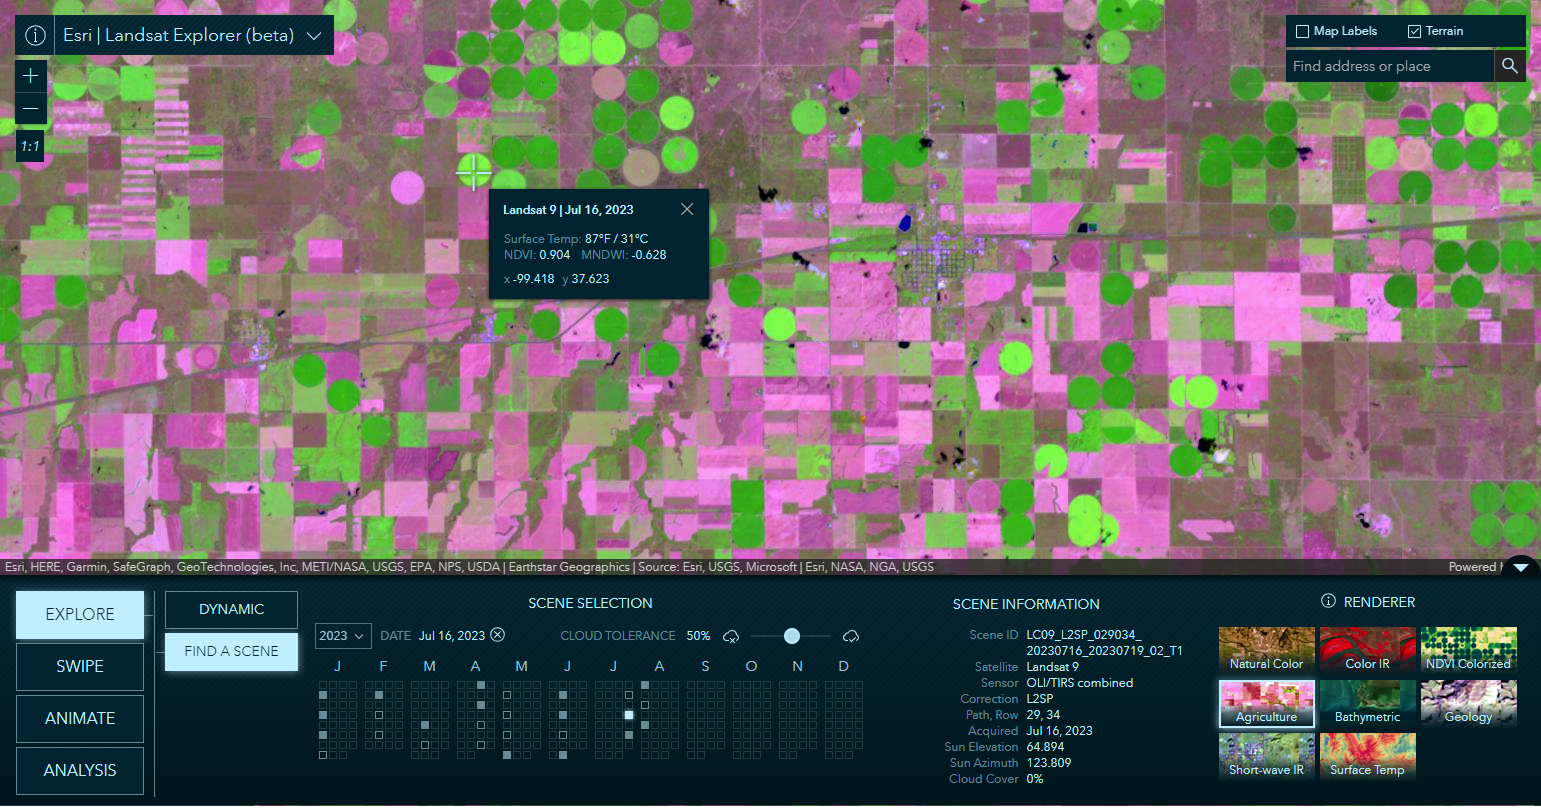 Esri | Landsat Explorer (beta)
Map Labels
Terrain
Find address or place
1:1
Landsat 9 | Jul 16, 2023
Surface Temp: 87°F / 31°C
NDVI: 0.904 MNDWI: -0.628
x -99.418 y 37.623
Esri, HERE, Garmin, SafeGraph, GeoTechnologies, Inc, METI/NASA, USGS, EPA, NPS, USDA | Earthstar Geographics | Source: Esri, USGS, Microsoft | Esri, NASA, NGA, USGS
Powered
EXPLORE
SWIPE
ANIMATE
ANALYSIS
DYNAMIC
FIND A SCENE
SCENE SELECTION
2023
DATE Jul 16, 2023
CLOUD TOLERANCE 50%
J F M A M J J A S O N D
SCENE INFORMATION
Scene ID LC09_L2SP_029034_
20230716_20230719_02_T1
Satellite Landsat 9
Sensor OLI/TIRS combined
Correction L2SP
Path, Row 29, 34
Acquired Jul 16, 2023
Sun Elevation 64.894
Sun Azimuth 123.809
Cloud Cover 0%
RENDERER
Natural Color
Color IR
NDVI Colorized
Agriculture
Bathymetric
Geology
Short-wave IR
Surface Temp